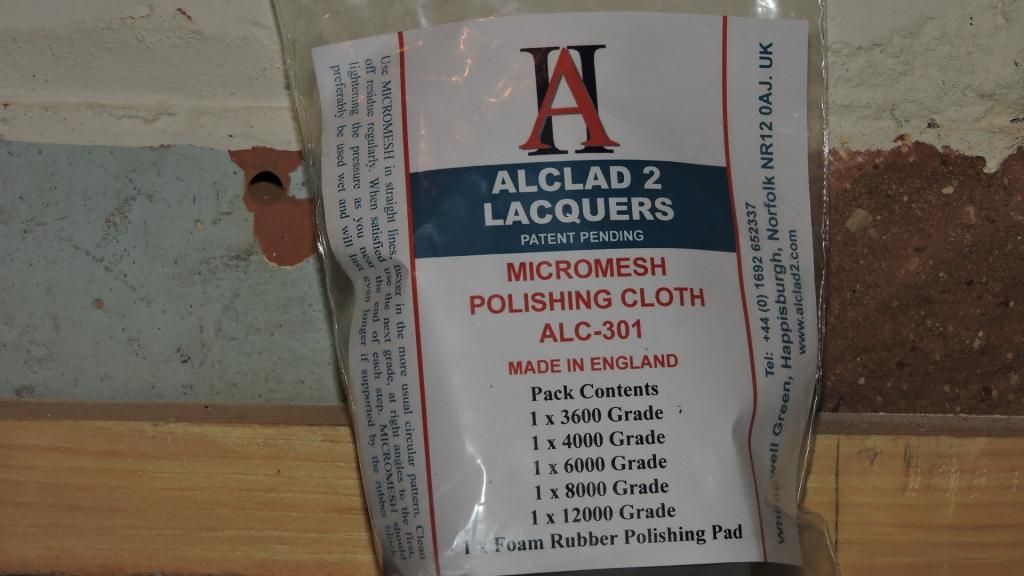 Use MICROMESH in straight lines, never in the more usual circular pattern. Clean
off residue regularly. When satisfied use the next grade, at right angles to the first,
lightening the pressure as you near the end of each step. MICROMESH should
preferably be used wet and will last even longer if supported by the rubber
A
ALCLAD 2
LACQUERS
PATENT PENDING
MICROMESH
POLISHING CLOTH
ALC-301
MADE IN ENGLAND
Pack Contents
1 x 3600 Grade
1 x 4000 Grade
1 x 6000 Grade
1 x 8000 Grade
1 x 12000 Grade
1 x Foam Rubber Polishing Pad
Green, Happisburgh, Norfolk NR12 0AJ. UK
Tel: +44 (0) 1692 652337
www.alclad2.com